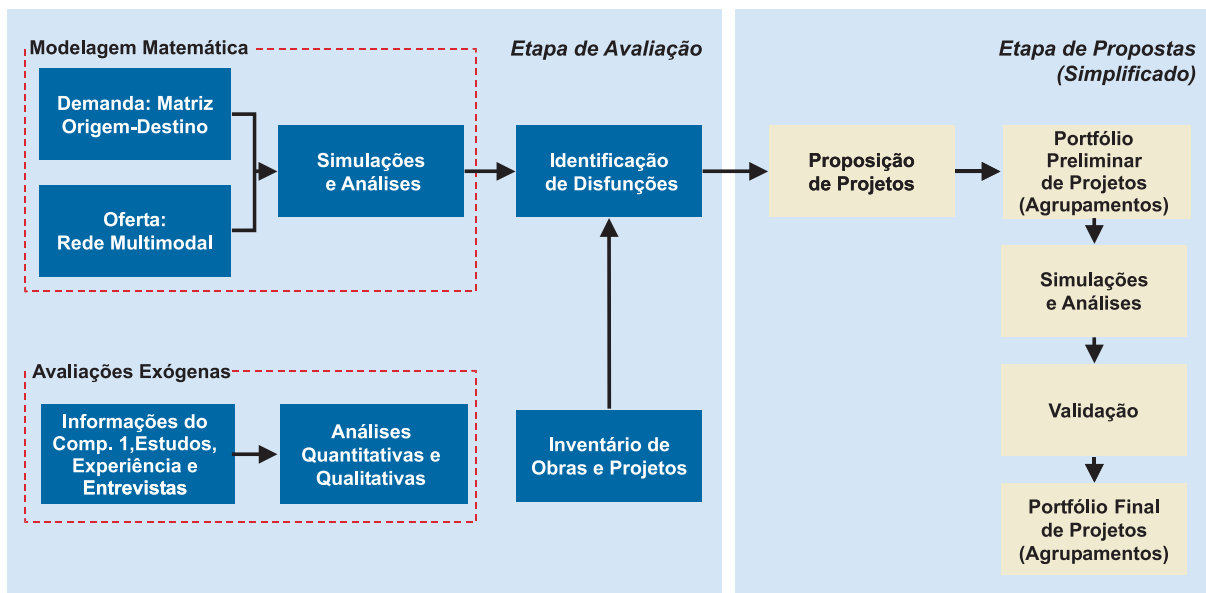 Etapa de Avaliação
Modelagem Matemática
Demanda: Matriz
Origem-Destino
Oferta:
Rede Multimodal
Simulações
e Análises
Identificação
de Disfunções
Avaliações Exógenas
Informações do
Comp. 1,Estudos,
Experiência e
Entrevistas
Análises
Quantitativas e
Qualitativas
Inventário de
Obras e Projetos
Etapa de Propostas
(Simplificado)
Proposição
de Projetos
Portfólio
Preliminar
de Projetos
(Agrupamentos)
Simulações
e Análises
Validação
Portfólio Final
de Projetos
(Agrupamentos)